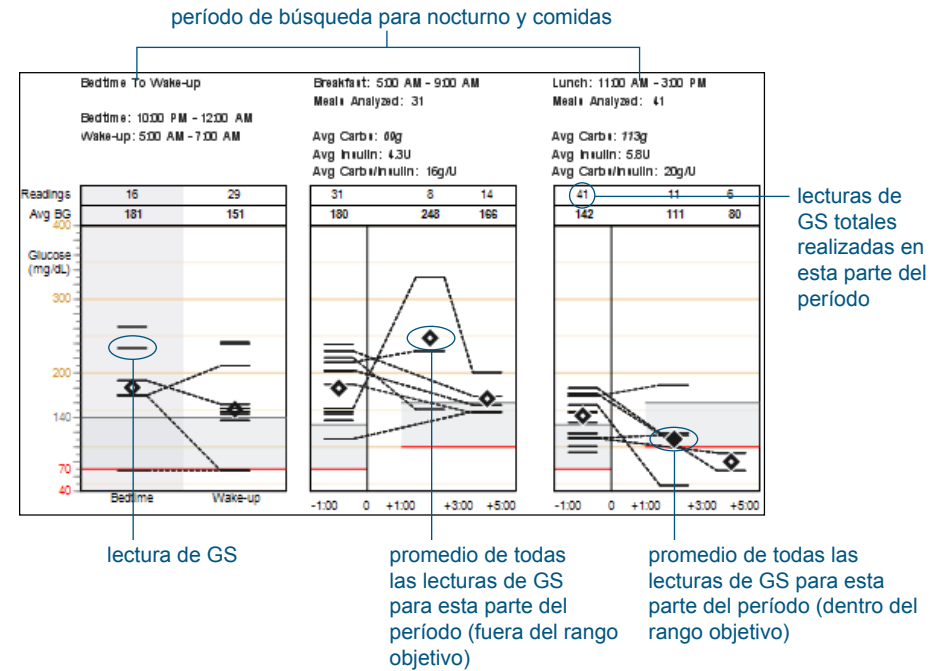 período de búsqueda para nocturno y comidas
Bedtime To Wake-up
Bedtime: 10:00 PM - 12:00 AM
Wake-up: 5:00 AM - 7:00 AM
Breakfast: 5:00 AM - 9:00 AM
Meals Analyzed: 31
Avg Carbs: 69g
Avg Insulin: 4.3U
Avg Carbs/Insulin: 16g/U
Lunch: 11:00 AM - 3:00 PM
Meals Analyzed: 41
Avg Carbs: 113g
Avg Insulin: 5.8U
Avg Carbs/Insulin: 20g/U
Readings 16 29 31 8 14 41 11 6
Avg BG 181 151 180 248 166 142 111 80
400
Glucose
(mg/dL)
300
200
140
70
40
Bedtime Wake-up
-1:00 0 +1:00 +3:00 +5:00
-1:00 0 +1:00 +3:00 +5:00
lecturas de
GS totales
realizadas en
esta parte del
período
lectura de GS
promedio de todas
las lecturas de GS
para esta parte del
período (fuera del rango
objetivo)
promedio de todas las
lecturas de GS para esta
parte del período (dentro del
rango objetivo)